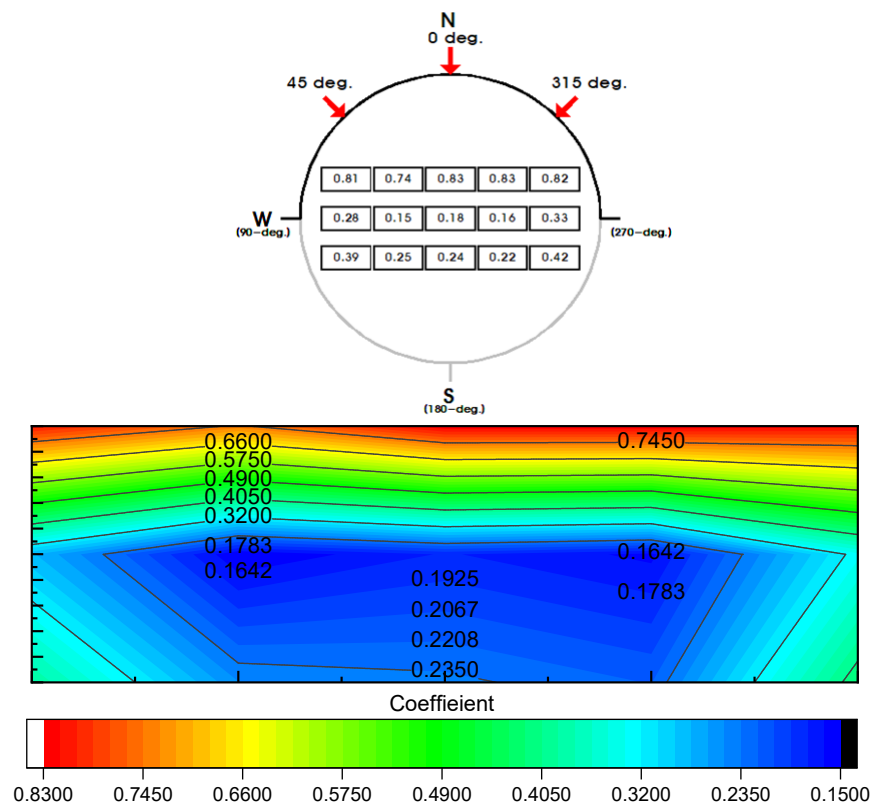 N
0 deg.
45 deg.
315 deg.
0.81 0.74 0.83 0.83 0.82
W
0.28 0.15 0.18 0.16 0.33
(90-deg.)
(270-deg.)
0.39 0.25 0.24 0.22 0.42
S
(180-deg.)
0.6600 0.7450
0.5750
0.4900
0.4050
0.3200
0.1783 0.1642
0.1642 0.1925
0.1783
0.2067
0.2208
0.2350
Coeffieient
0.8300 0.7450 0.6600 0.5750 0.4900 0.4050 0.3200 0.2350 0.1500